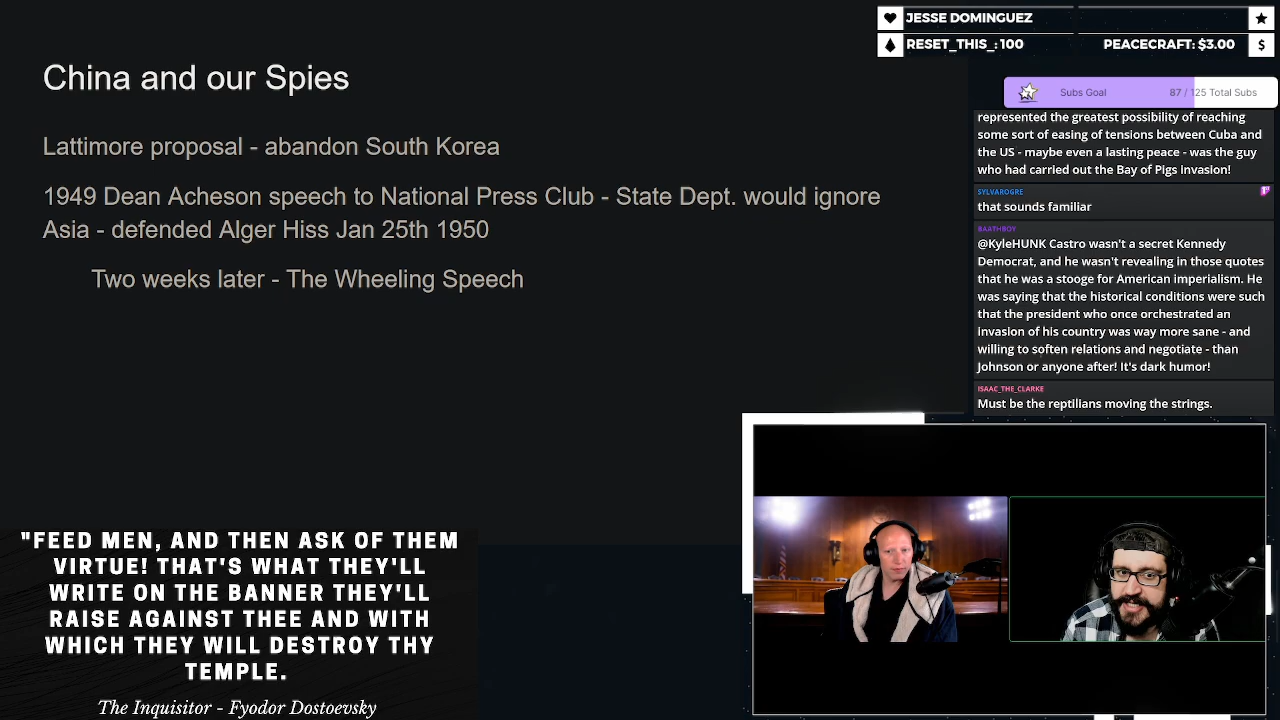 China and our Spies
Lattimore proposal - abandon South Korea
1949 Dean Acheson speech to National Press Club - State Dept. would ignore
Asia - defended Alger Hiss Jan 25th 1950
Two weeks later - The Wheeling Speech
JESSE DOMINGUEZ
RESET_THIS_: 100
PEACECRAFT: $3.00
$
Subs Goal
87 / 125 Total Subs
represented the greatest possibility of reaching
some sort of easing of tensions between Cuba and
the US - maybe even a lasting peace - was the guy
who had carried out the Bay of Pigs invasion!
SYLVAROGRE
that sounds familiar
BAATHBOY
@KyleHUNK Castro wasn't a secret Kennedy
Democrat, and he wasn't revealing in those quotes
that he was a stooge for American imperialism. He
was saying that the historical conditions were such
that the president who once orchestrated an
invasion of his country was way more sane - and
willing to soften relations and negotiate - than
Johnson or anyone after! It's dark humor!
ISAAC_THE_CLARKE
Must be the reptilians moving the strings.
"FEED MEN, AND THEN ASK OF THEM
VIRTUE! THAT'S WHAT THEY'LL
WRITE ON THE BANNER THEY'LL
RAISE AGAINST THEE AND WITH
WHICH THEY WILL DESTROY THY
TEMPLE.
The Inquisitor - Fyodor Dostoevsky